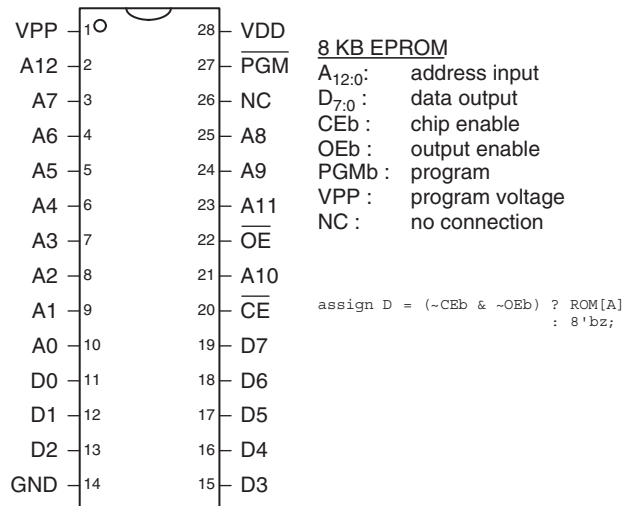 VPP 1 28 VDD
A12 2 27 PGM
A7 3 26 NC
A6 4 25 A8
A5 5 24 A9
A4 6 23 A11
A3 7 22 OE
A2 8 21 A10
A1 9 20 CE
A0 10 19 D7
D0 11 18 D6
D1 12 17 D5
D2 13 16 D4
GND 14 15 D3
8 KB EPROM
A12:0: address input
D7:0 : data output
CEb : chip enable
OEb : output enable
PGMb : program
VPP : program voltage
NC : no connection
assign D = (~CEb & ~OEb) ? ROM[A]
: 8'bz;